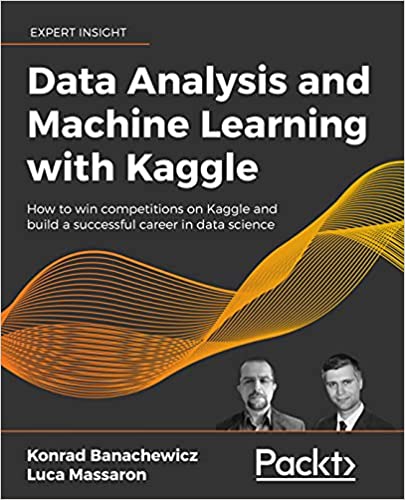 EXPERT INSIGHT
Data Analysis and
Machine Learning
with Kaggle
How to win competitions on Kaggle and
build a successful career in data science
Konrad Banachewicz
Luca Massaron
Packt>